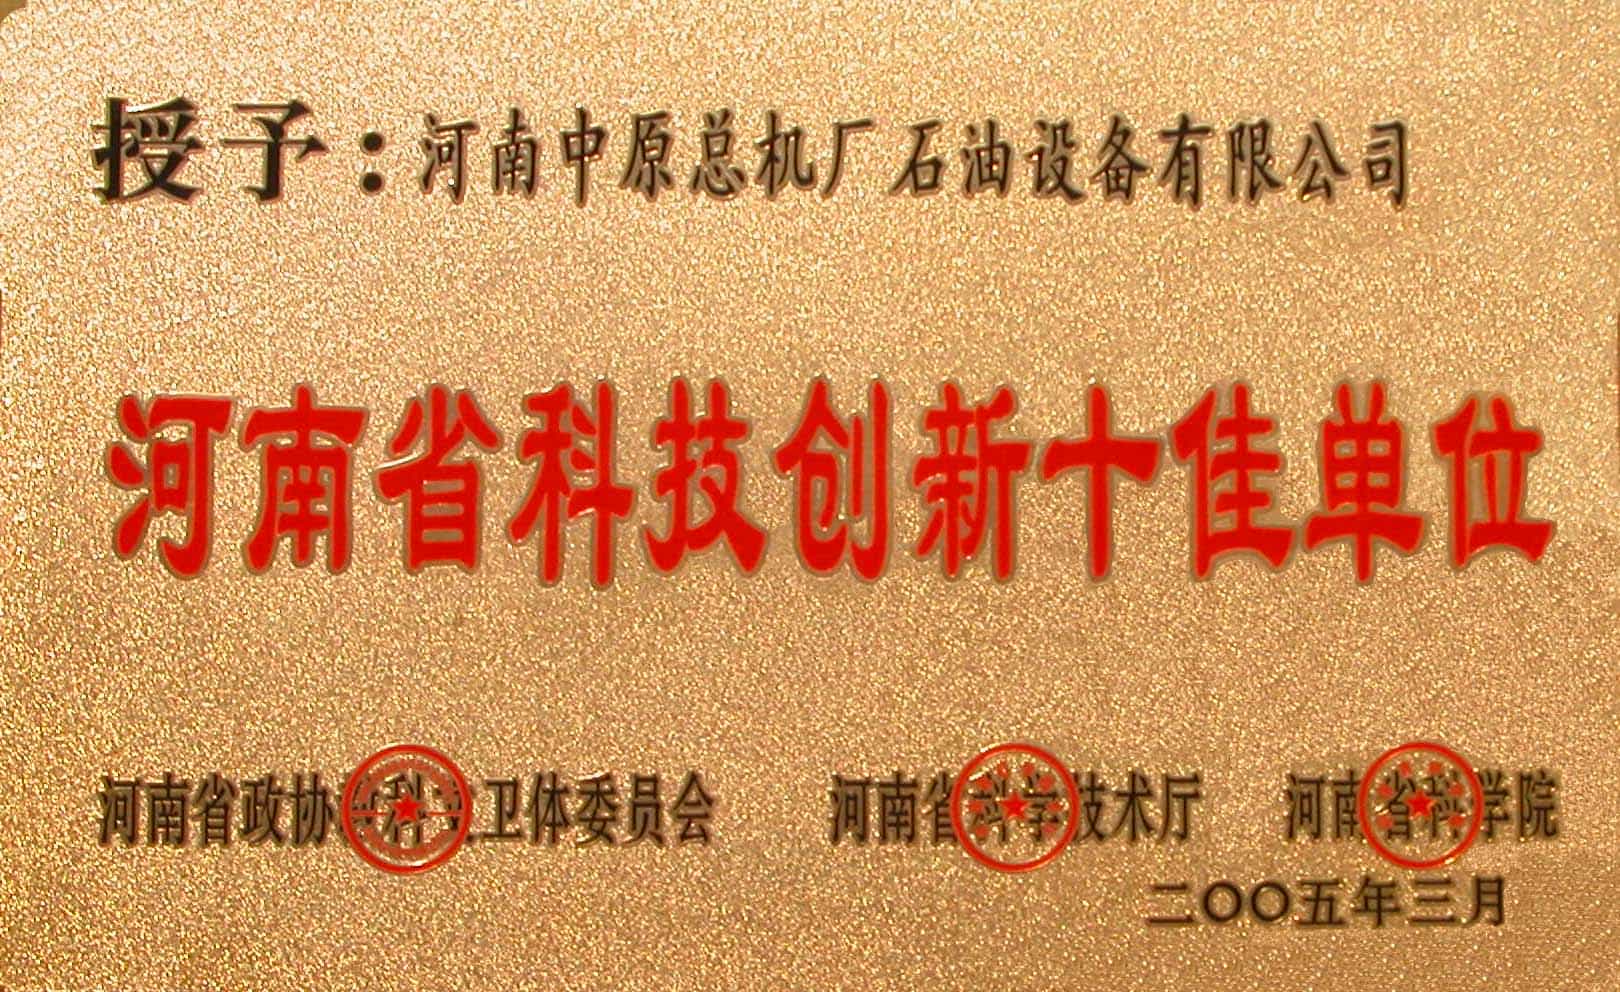 授予：河南中原总机厂石油设备有限公司
河南省科技创新十佳单位
河南省政协教科文卫体委员会 河南省科学技术厅 河南省科学院
二〇〇五年三月